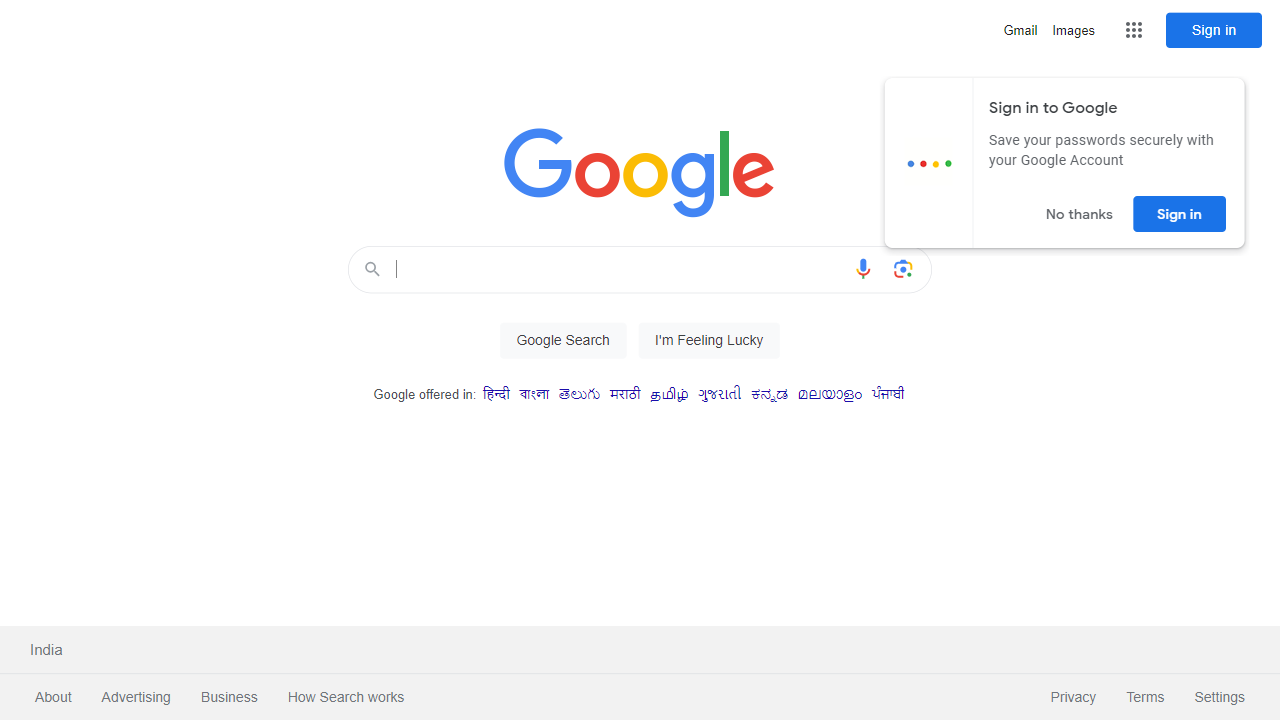 Gmail Images Sign in
Sign in to Google
Save your passwords securely with
your Google Account
No thanks Sign in
Google
Google Search I'm Feeling Lucky
Google offered in: हिन्दी বাংলা తెలుగు मराठी தமிழ் ગુજરાતી ಕನ್ನಡ മലയാളം ਪੰਜਾਬੀ
India
About Advertising Business How Search works Privacy Terms Settings